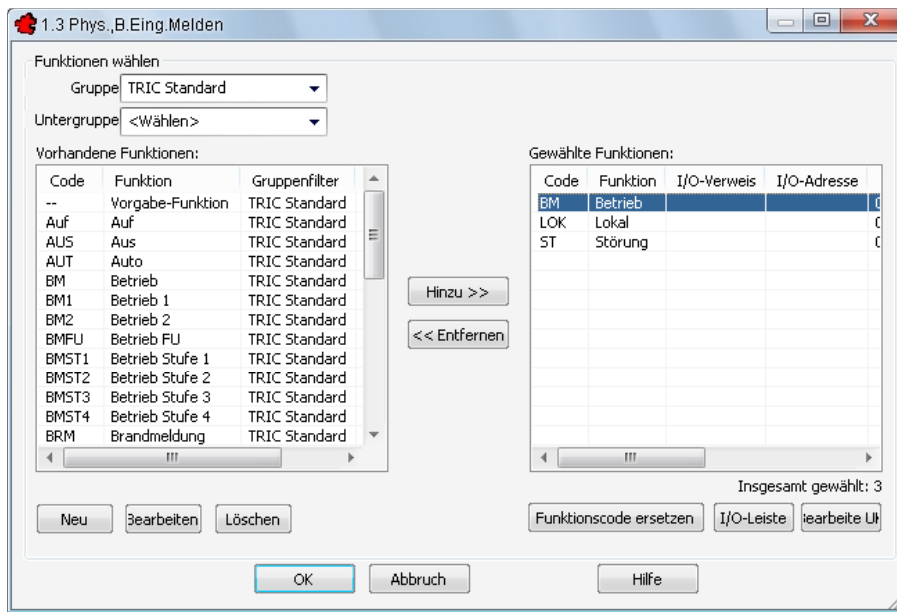 1.3 Phys.,B.Eing.Melden
Funktionen wählen
Gruppe TRIC Standard
Untergruppe <Wählen>
Vorhandene Funktionen:
Code Funktion Gruppenfilter
-- Vorgabe-Funktion TRIC Standard
Auf Auf TRIC Standard
AUS Aus TRIC Standard
AUT Auto TRIC Standard
BM Betrieb TRIC Standard
BM1 Betrieb 1 TRIC Standard
BM2 Betrieb 2 TRIC Standard
BMFU Betrieb FU TRIC Standard
BMST1 Betrieb Stufe 1 TRIC Standard
BMST2 Betrieb Stufe 2 TRIC Standard
BMST3 Betrieb Stufe 3 TRIC Standard
BMST4 Betrieb Stufe 4 TRIC Standard
BRM Brandmeldung TRIC Standard
Hinzu >>
<< Entfernen
Gewählte Funktionen:
Code Funktion I/O-Verweis I/O-Adresse
BM Betrieb
LOK Lokal
ST Störung
Insgesamt gewählt: 3
Neu Bearbeiten Löschen
Funktionscode ersetzen I/O-Leiste
OK Abbruch Hilfe